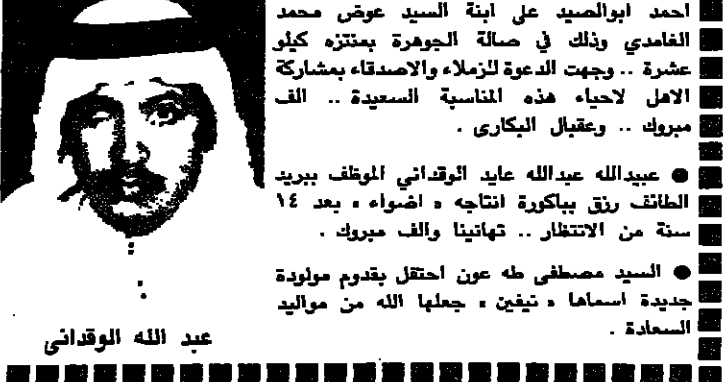 احمد ابوالصيد على ابنة السيد عوض محمد
الغامدي وذلك في صالة الجوهرة بمنتزه كيلو
عشرة .. وجهت الدعوة للزملاء والاصدقاء بمشاركة
الاهل لاحياء هذه المناسبة السعيدة .. الف
مبروك .. وعقبال البكارى .
● عبيدالله عبدالله عايد الوقداني الموظف ببريد
الطائف رزق بباكورة انتاجه « اضواء » بعد ١٤
سنة من الانتظار .. تهانينا والف مبروك .
● السيد مصطفى طه عون احتفل بقدوم مولودة
جديدة اسماها « نيفين » جعلها الله من مواليد
السعادة .
عبد الله الوقدانى